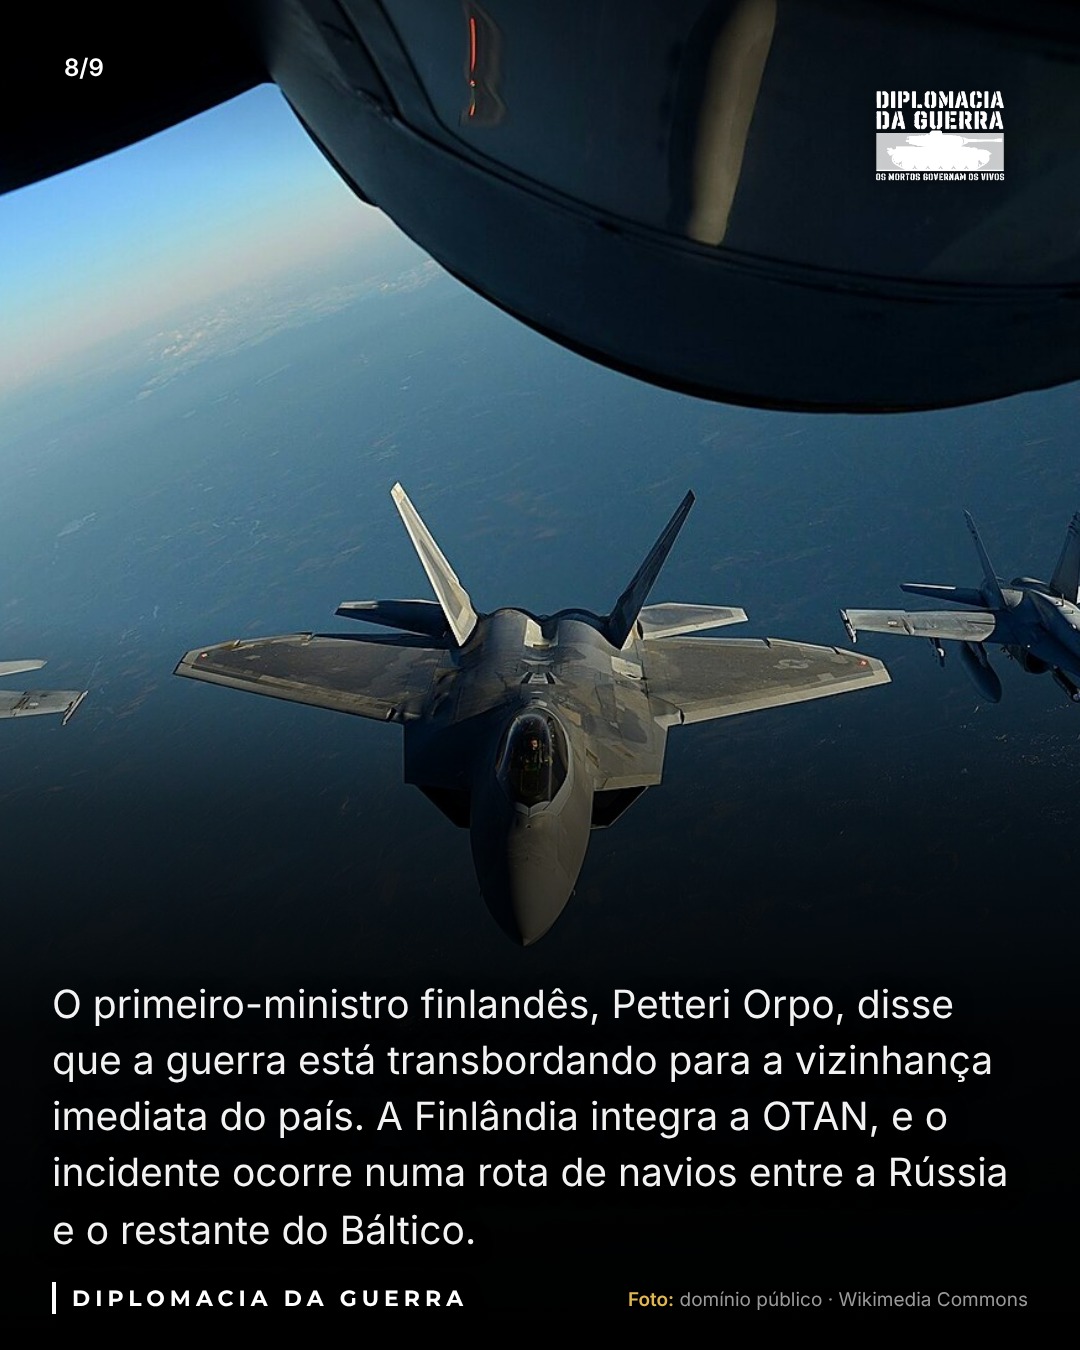 8/9
DIPLOMACIA
DA GUERRA
OS MORTOS GOVERNAM OS VIVOS
O primeiro-ministro finlandês, Petteri Orpo, disse
que a guerra está transbordando para a vizinhança
imediata do país. A Finlândia integra a OTAN, e o
incidente ocorre numa rota de navios entre a Rússia
e o restante do Báltico.
DIPLOMACIA DA GUERRA
Foto: domínio público · Wikimedia Commons